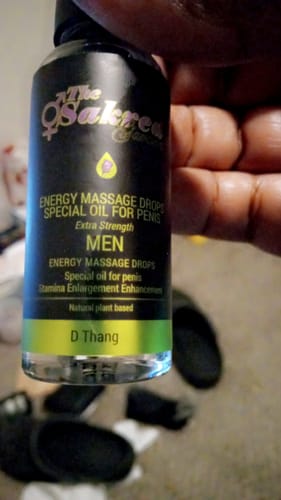 The
Sakred
ENERGY MASSAGE DROPS
SPECIAL OIL FOR PENIS
Extra Strength
MEN
ENERGY MASSAGE DROPS
Special oil for penis
Stamina Enlargement Enhancement
Natural plant based
D Thang